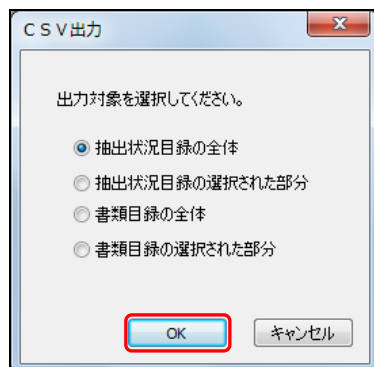 ＣＳＶ出力
出力対象を選択してください。
抽出状況目録の全体
抽出状況目録の選択された部分
書類目録の全体
書類目録の選択された部分
OK
キャンセル